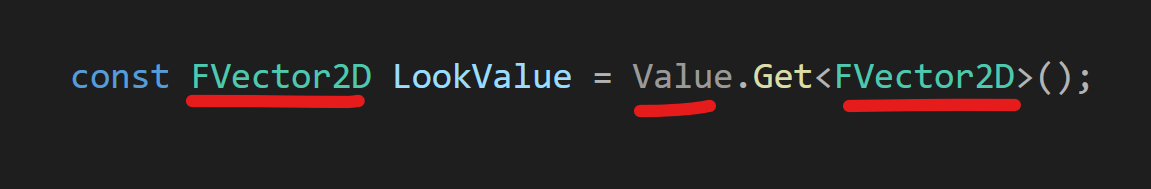 const FVector2D LookValue = Value.Get<FVector2D>();